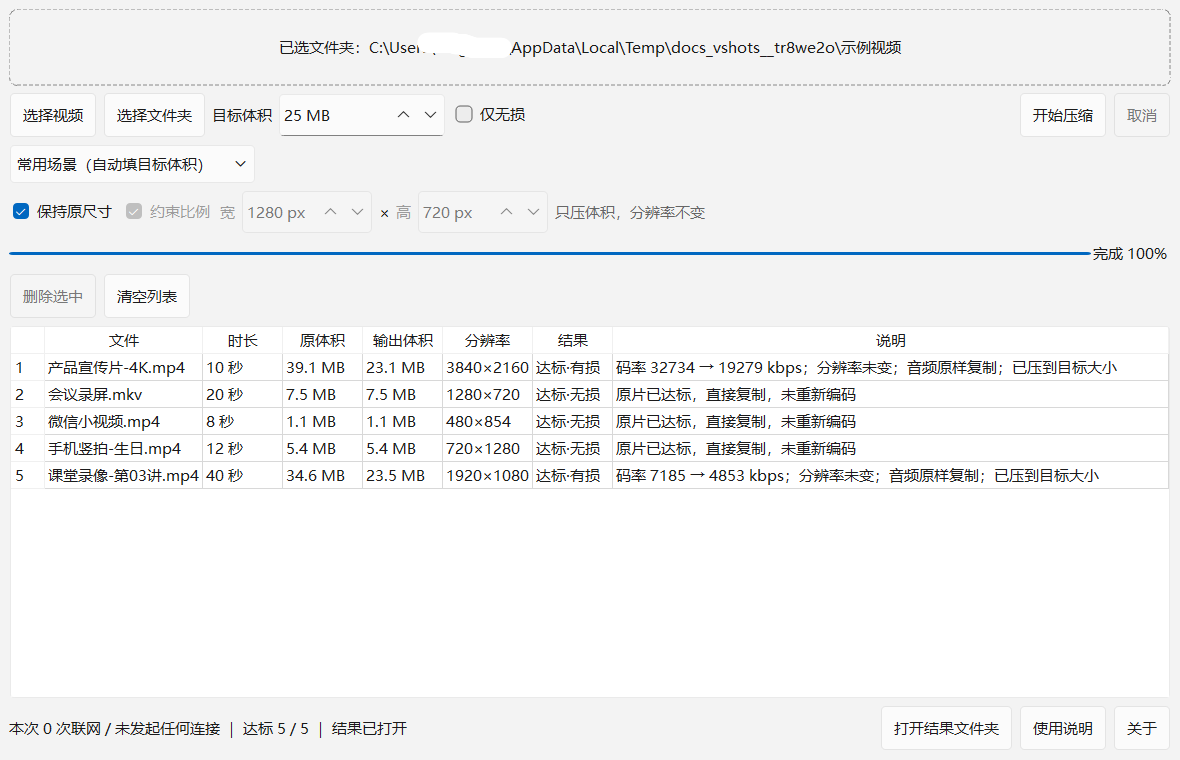 已选文件夹：C:\User \AppData\Local\Temp\docs_vshots__tr8we2o\示例视频
选择视频 选择文件夹 目标体积 25 MB 仅无损 开始压缩 取消
常用场景（自动填目标体积）
保持原尺寸 约束比例 宽 1280 px × 高 720 px 只压体积，分辨率不变
完成 100%
删除选中 清空列表
文件 时长 原体积 输出体积 分辨率 结果 说明
1 产品宣传片-4K.mp4 10 秒 39.1 MB 23.1 MB 3840×2160 达标·有损 码率 32734 → 19279 kbps；分辨率未变；音频原样复制；已压到目标大小
2 会议录屏.mkv 20 秒 7.5 MB 7.5 MB 1280×720 达标·无损 原片已达标，直接复制，未重新编码
3 微信小视频.mp4 8 秒 1.1 MB 1.1 MB 480×854 达标·无损 原片已达标，直接复制，未重新编码
4 手机竖拍-生日.mp4 12 秒 5.4 MB 5.4 MB 720×1280 达标·无损 原片已达标，直接复制，未重新编码
5 课堂录像-第03讲.mp4 40 秒 34.6 MB 23.5 MB 1920×1080 达标·有损 码率 7185 → 4853 kbps；分辨率未变；音频原样复制；已压到目标大小
本次 0 次联网 / 未发起任何连接 ｜ 达标 5 / 5 ｜ 结果已打开 打开结果文件夹 使用说明 关于